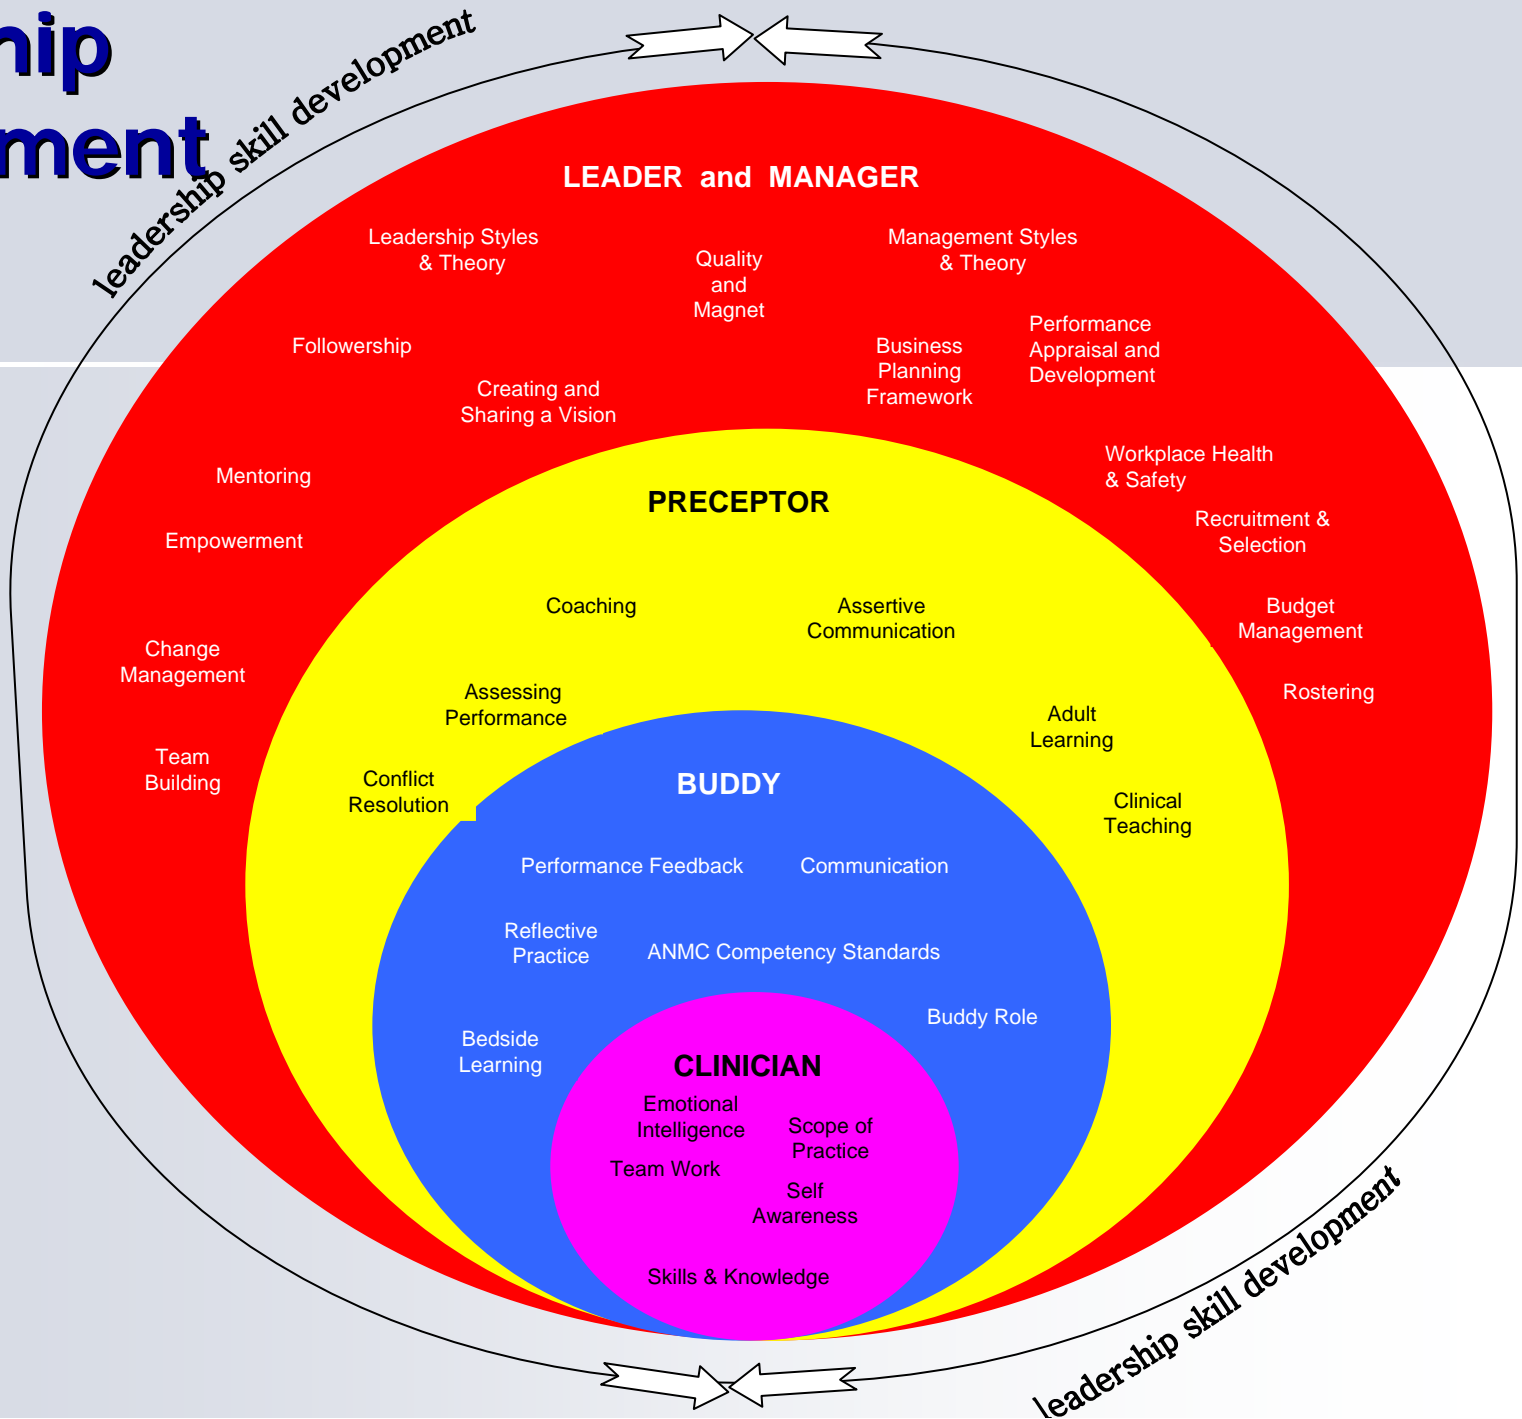 hip
ment
leadership skill development
LEADER and MANAGER
Leadership Styles
& Theory
Quality
and
Magnet
Management Styles
& Theory
Followership
Creating and
Sharing a Vision
Business
Planning
Framework
Performance
Appraisal and
Development
Mentoring
Workplace Health
& Safety
Empowerment
Recruitment &
Selection
Change
Management
Budget
Management
Rostering
Team
Building
PRECEPTOR
Coaching
Assertive
Communication
Assessing
Performance
Adult
Learning
Conflict
Resolution
Clinical
Teaching
BUDDY
Performance Feedback
Communication
Reflective
Practice
ANMC Competency Standards
Buddy Role
Bedside
Learning
CLINICIAN
Emotional
Intelligence
Scope of
Practice
Team Work
Self
Awareness
Skills & Knowledge
leadership skill development